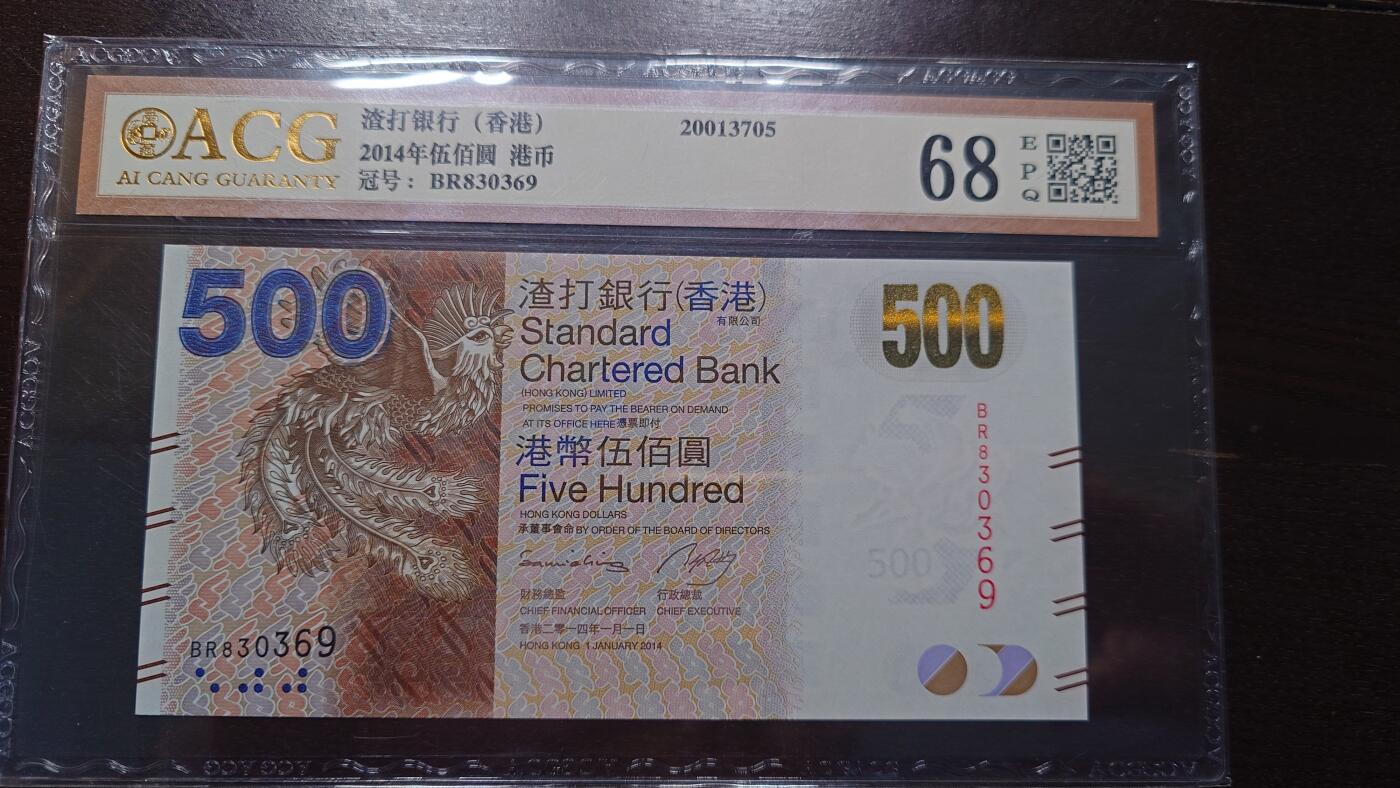 ACG
AI CANG GUARANTY
渣打银行（香港）
2014年伍佰圆 港币
冠号：BR830369
20013705
68
E
P
Q
500
渣打銀行(香港)
有限公司
Standard
Chartered Bank
(HONG KONG) LIMITED
PROMISES TO PAY THE BEARER ON DEMAND
AT ITS OFFICE HERE 憑票即付
港幣伍佰圓
Five Hundred
HONG KONG DOLLARS
承董事會命 BY ORDER OF THE BOARD OF DIRECTORS
財務總監
行政總裁
CHIEF FINANCIAL OFFICER
CHIEF EXECUTIVE
香港二零一四年一月一日
HONG KONG 1 JANUARY 2014
BR830369
500
BR830369
500